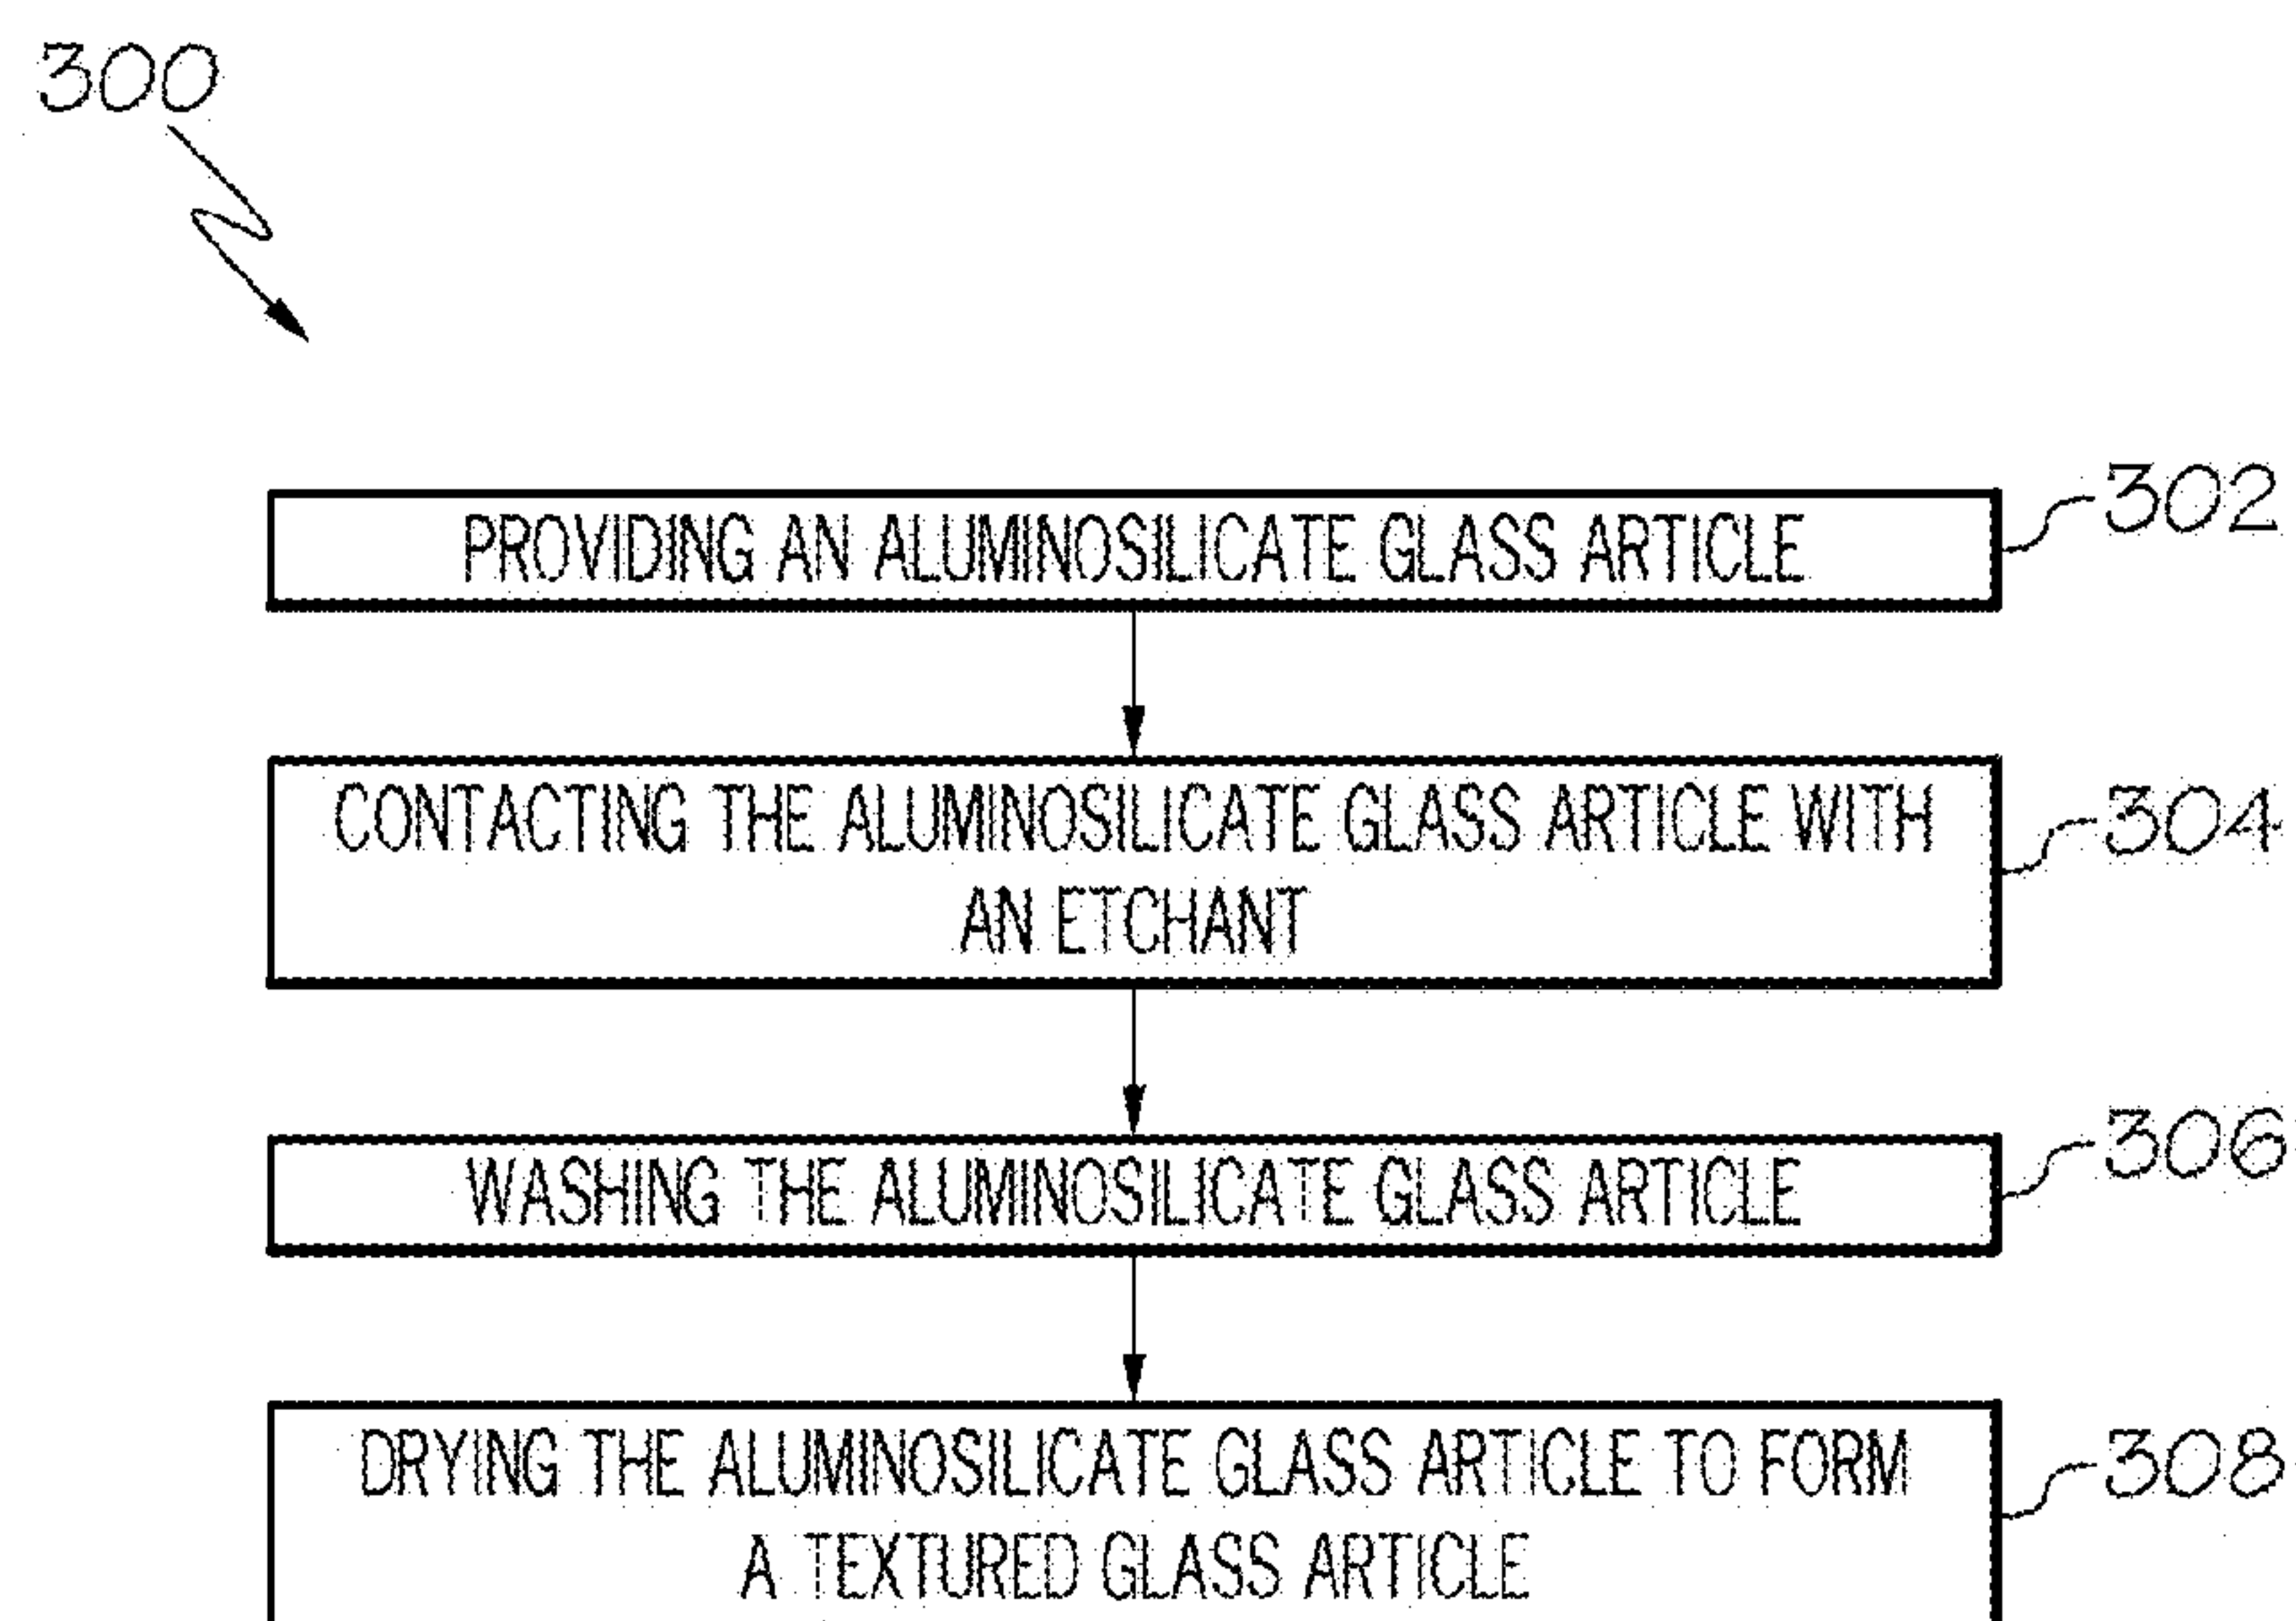 300
PROVIDING AN ALUMINOSILICATE GLASS ARTICLE
302
CONTACTING THE ALUMINOSILICATE GLASS ARTICLE WITH
AN ETCHANT
304
WASHING THE ALUMINOSILICATE GLASS ARTICLE
306
DRYING THE ALUMINOSILICATE GLASS ARTICLE TO FORM
A TEXTURED GLASS ARTICLE
308